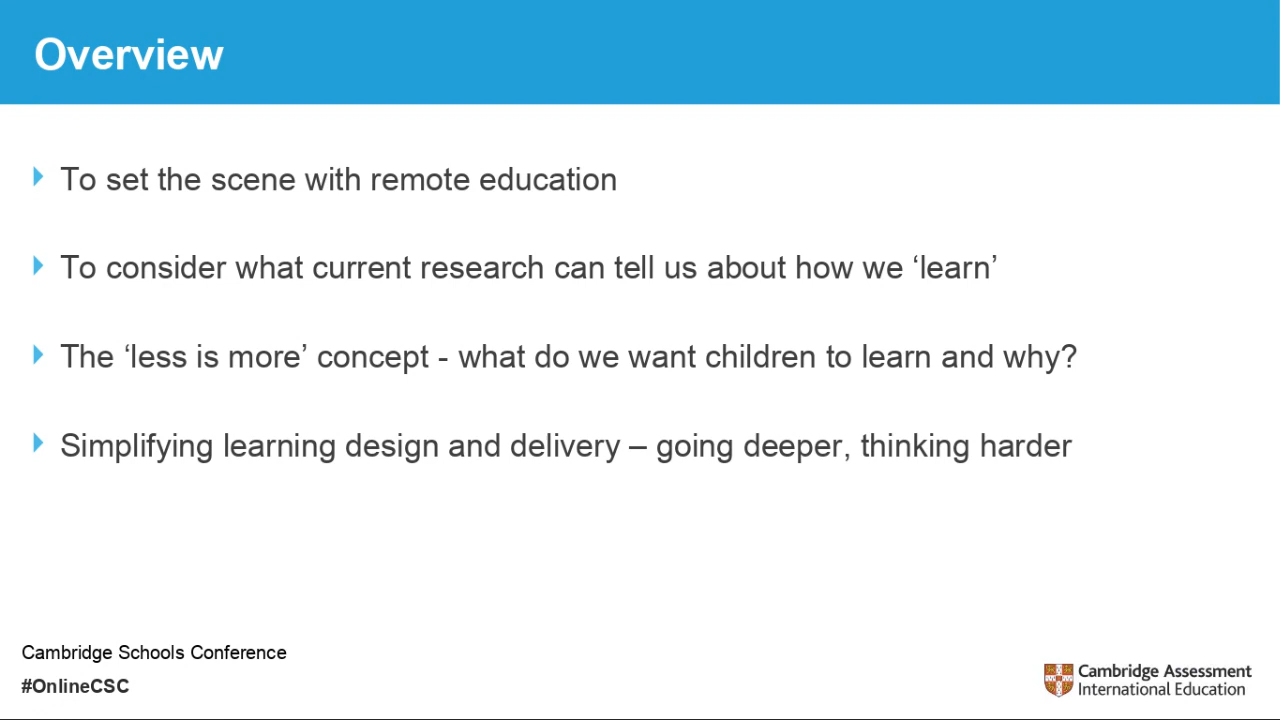 Overview
To set the scene with remote education
To consider what current research can tell us about how we ‘learn’
The ‘less is more’ concept - what do we want children to learn and why?
Simplifying learning design and delivery – going deeper, thinking harder
Cambridge Schools Conference
#OnlineCSC
Cambridge Assessment
International Education